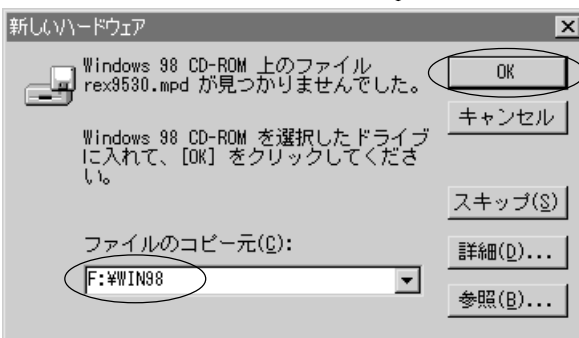 新しいハードウェア
Windows 98 CD-ROM 上のファイル
rex9530.mpd が見つかりませんでした。
Windows 98 CD-ROM を選択したドライブ
に入れて、[OK] をクリックしてくださ
い。
ファイルのコピー元(C):
F:¥WIN98
OK
キャンセル
スキップ(S)
詳細(D)...
参照(B)...